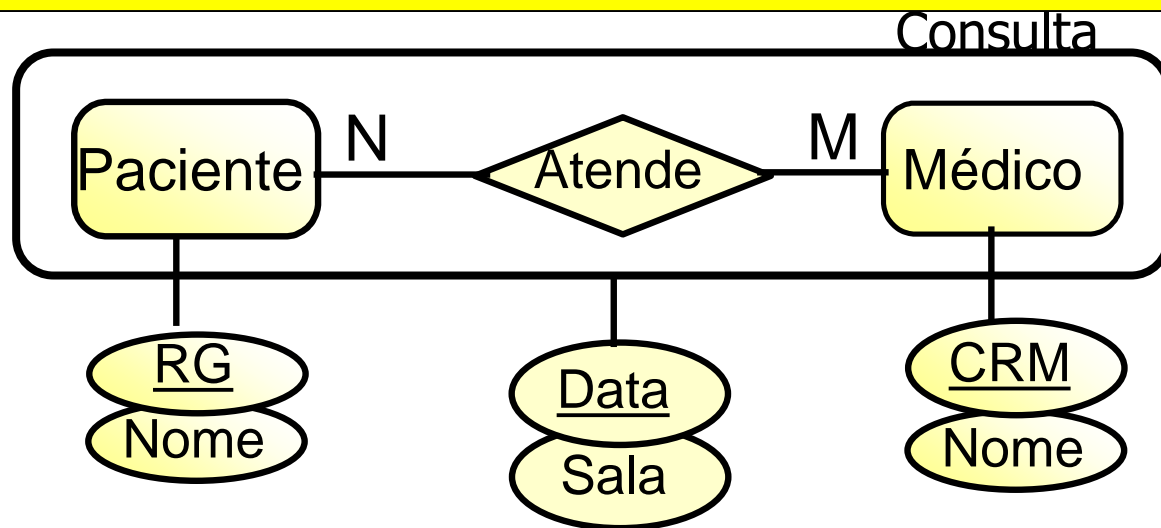 Consulta
Paciente N Atende M Médico
RG
Nome
Data
Sala
CRM
Nome